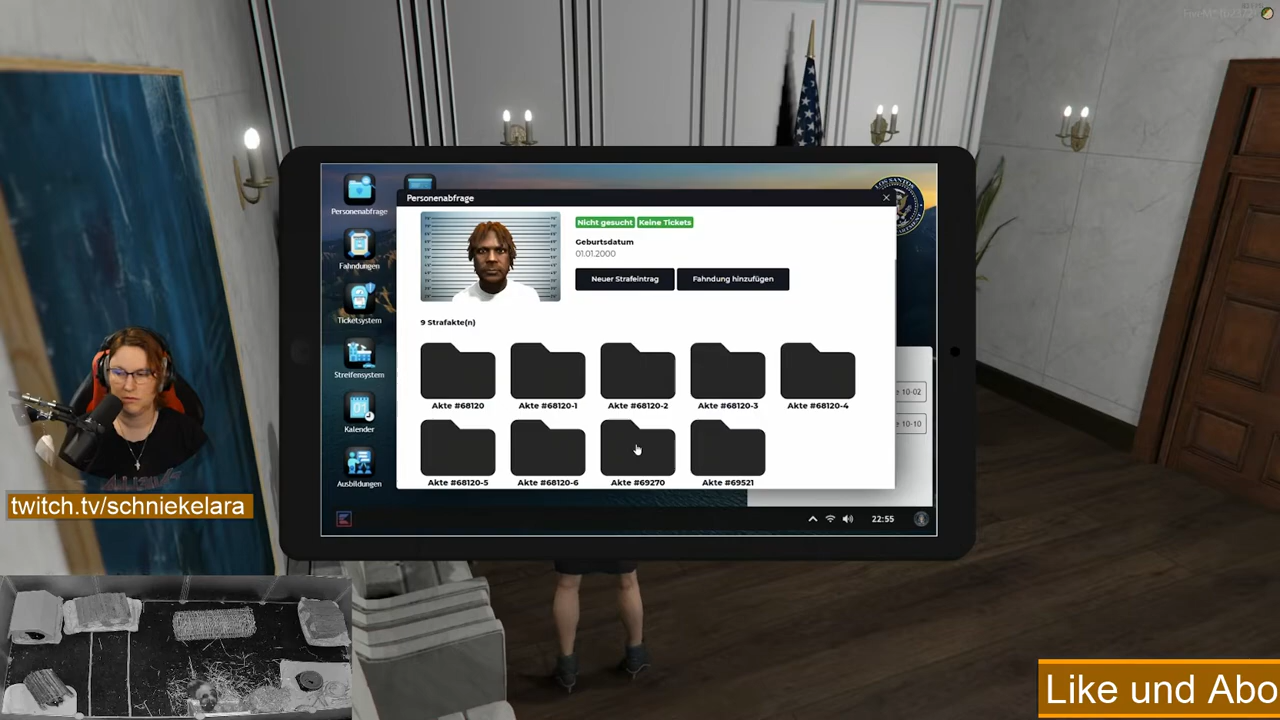 Personenabfrage
Personenabfrage
Fahndungen
Ticketsystem
Streifensystem
Kalender
Ausbildungen
Nicht gesucht
Keine Tickets
Geburtsdatum
01.01.2000
Neuer Strafeintrag
Fahndung hinzufügen
9 Strafakte(n)
Akte #68120
Akte #68120-1
Akte #68120-2
Akte #68120-3
Akte #68120-4
Akte #68120-5
Akte #68120-6
Akte #69270
Akte #69521
e 10-02
e 10-10
LOS SANTOS
22:55
twitch.tv/schniekelara
Like und Abo